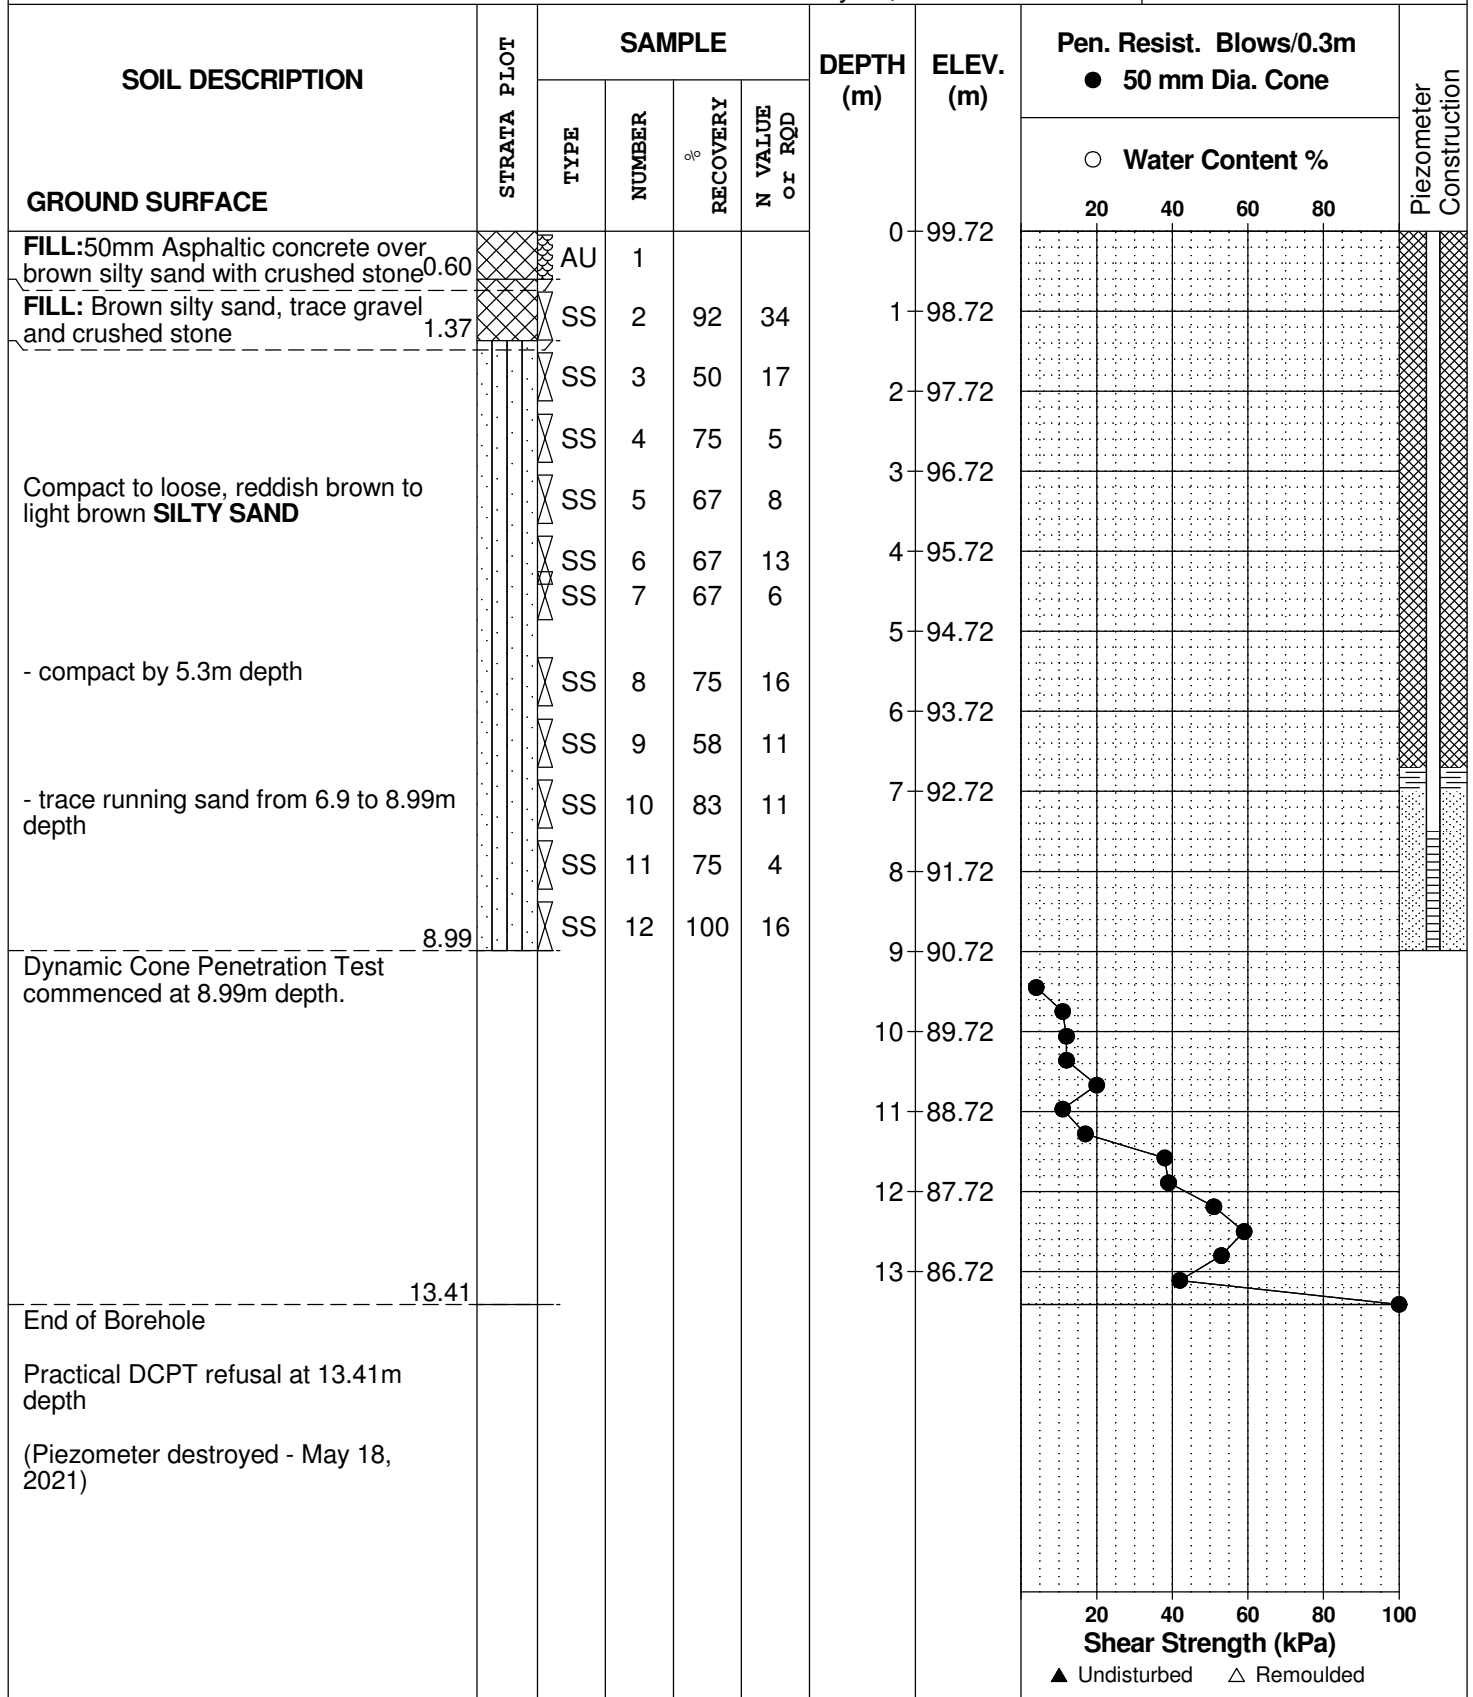 SOIL DESCRIPTION
GROUND SURFACE
STRATA PLOT
SAMPLE
TYPE
NUMBER
%
RECOVERY
N VALUE
or RQD
DEPTH
(m)
ELEV.
(m)
Pen. Resist. Blows/0.3m
● 50 mm Dia. Cone
○ Water Content %
20 40 60 80
Piezometer
Construction
FILL:50mm Asphaltic concrete over
brown silty sand with crushed stone 0.60
FILL: Brown silty sand, trace gravel
and crushed stone 1.37
Compact to loose, reddish brown to
light brown SILTY SAND
- compact by 5.3m depth
- trace running sand from 6.9 to 8.99m
depth
8.99
Dynamic Cone Penetration Test
commenced at 8.99m depth.
13.41
End of Borehole
Practical DCPT refusal at 13.41m
depth
(Piezometer destroyed - May 18,
2021)
AU 1
SS 2 92 34
SS 3 50 17
SS 4 75 5
SS 5 67 8
SS 6 67 13
SS 7 67 6
SS 8 75 16
SS 9 58 11
SS 10 83 11
SS 11 75 4
SS 12 100 16
0 99.72
1 98.72
2 97.72
3 96.72
4 95.72
5 94.72
6 93.72
7 92.72
8 91.72
9 90.72
10 89.72
11 88.72
12 87.72
13 86.72
20 40 60 80 100
Shear Strength (kPa)
▲ Undisturbed △ Remoulded